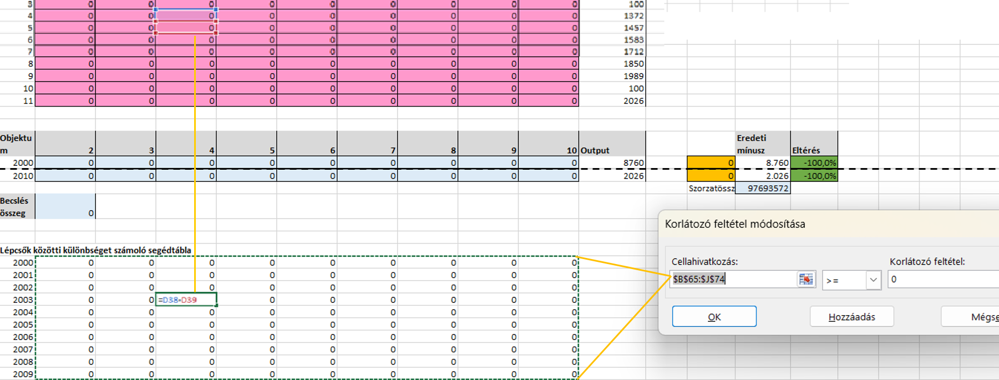 3 0 0 0 0 0 0 0 0 0 100
4 0 0 0 0 0 0 0 0 0 1372
5 0 0 0 0 0 0 0 0 0 1457
6 0 0 0 0 0 0 0 0 0 1583
7 0 0 0 0 0 0 0 0 0 1712
8 0 0 0 0 0 0 0 0 0 1850
9 0 0 0 0 0 0 0 0 0 1989
10 0 0 0 0 0 0 0 0 0 100
11 0 0 0 0 0 0 0 0 0 2026
Objektu
m 2 3 4 5 6 7 8 9 10 Output
Eredeti
mínusz Eltérés
2000 0 0 0 0 0 0 0 0 0 8760 0 8.760 -100,0%
2010 0 0 0 0 0 0 0 0 0 2026 0 2.026 -100,0%
Szorzatössz 97693572
Becslés
összeg 0
Lépcsők közötti különbséget számoló segédtábla
2000 0 0 0 0 0 0 0 0 0
2001 0 0 0 0 0 0 0 0 0
2002 0 0 0 0 0 0 0 0 0
2003 0 0 =D38-D39 0 0 0 0 0 0
2004 0 0 0 0 0 0 0 0 0
2005 0 0 0 0 0 0 0 0 0
2006 0 0 0 0 0 0 0 0 0
2007 0 0 0 0 0 0 0 0 0
2008 0 0 0 0 0 0 0 0 0
2009 0 0 0 0 0 0 0 0 0
Korlátozó feltétel módosítása
Cellahivatkozás: Korlátozó feltétel:
$B$65:$J$74 >= 0
OK Hozzáadás Mégse